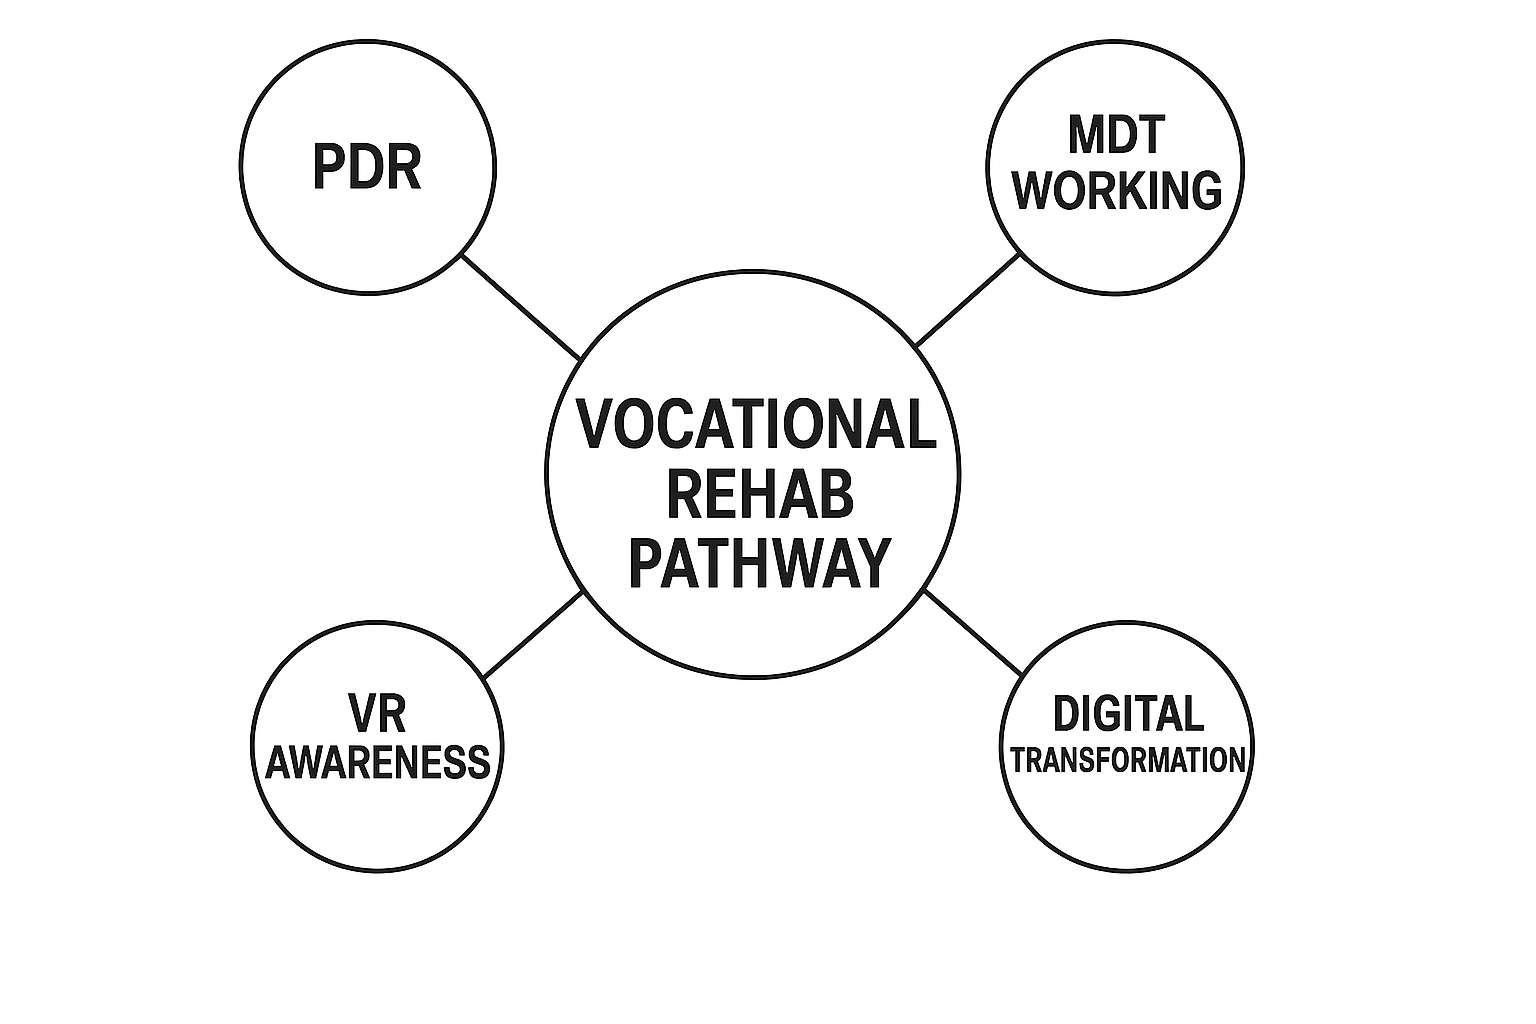 PDR
MDT
WORKING
VOCATIONAL
REHAB
PATHWAY
VR
AWARENESS
DIGITAL
TRANSFORMATION